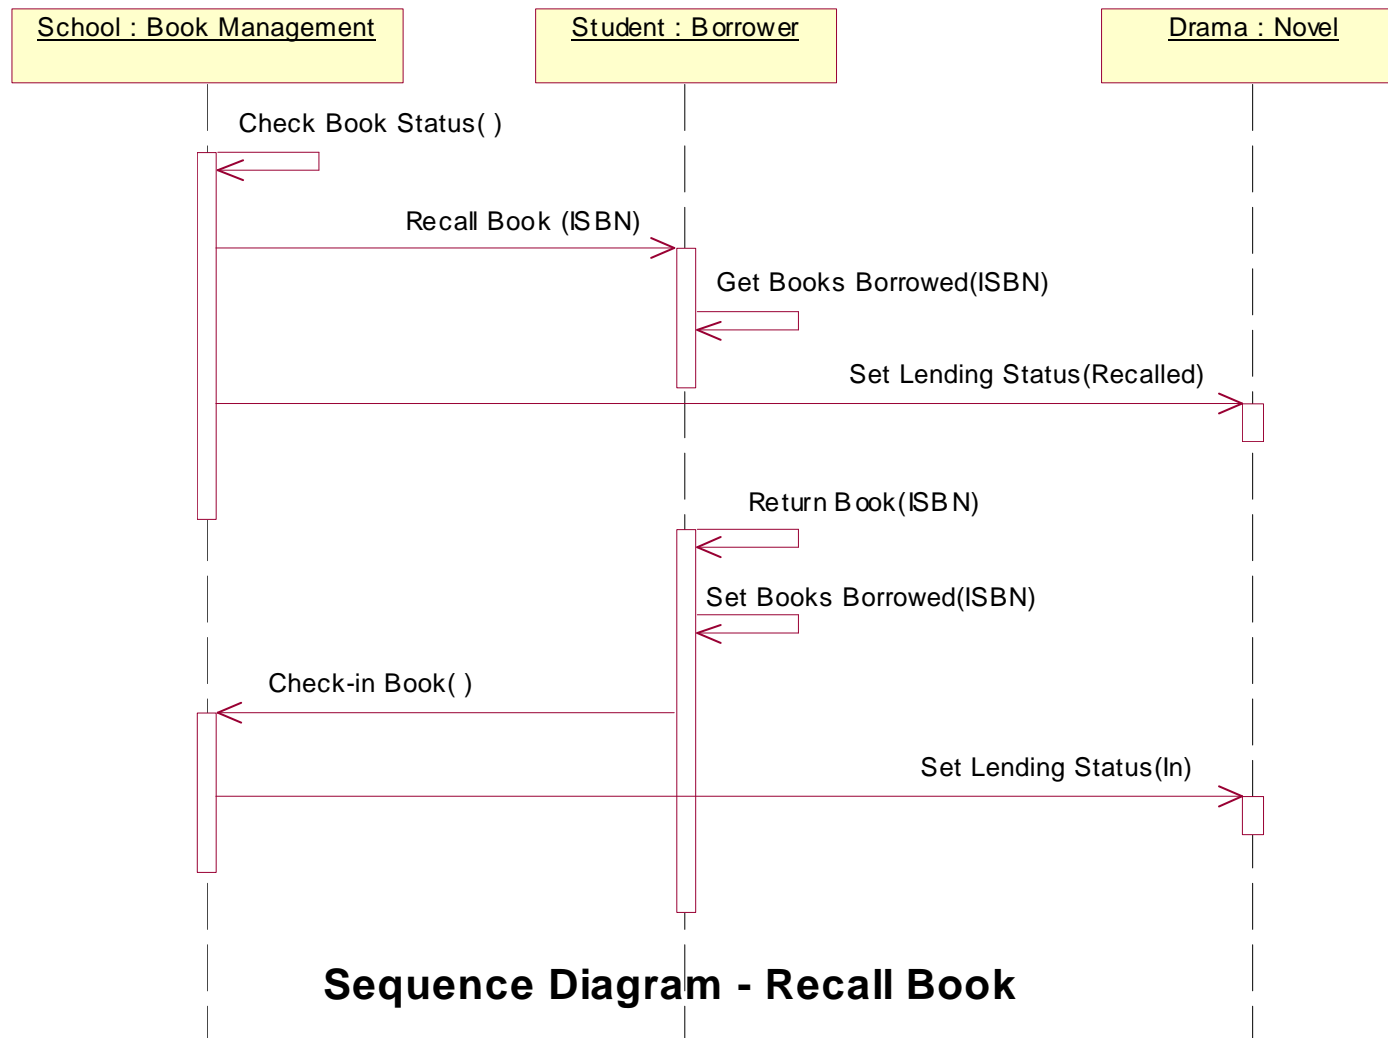 School : Book Management
Student : Borrower
Drama : Novel
Check Book Status( )
Recall Book (ISBN)
Get Books Borrowed(ISBN)
Set Lending Status(Recalled)
Return Book(ISBN)
Set Books Borrowed(ISBN)
Check-in Book( )
Set Lending Status(In)
Sequence Diagram - Recall Book